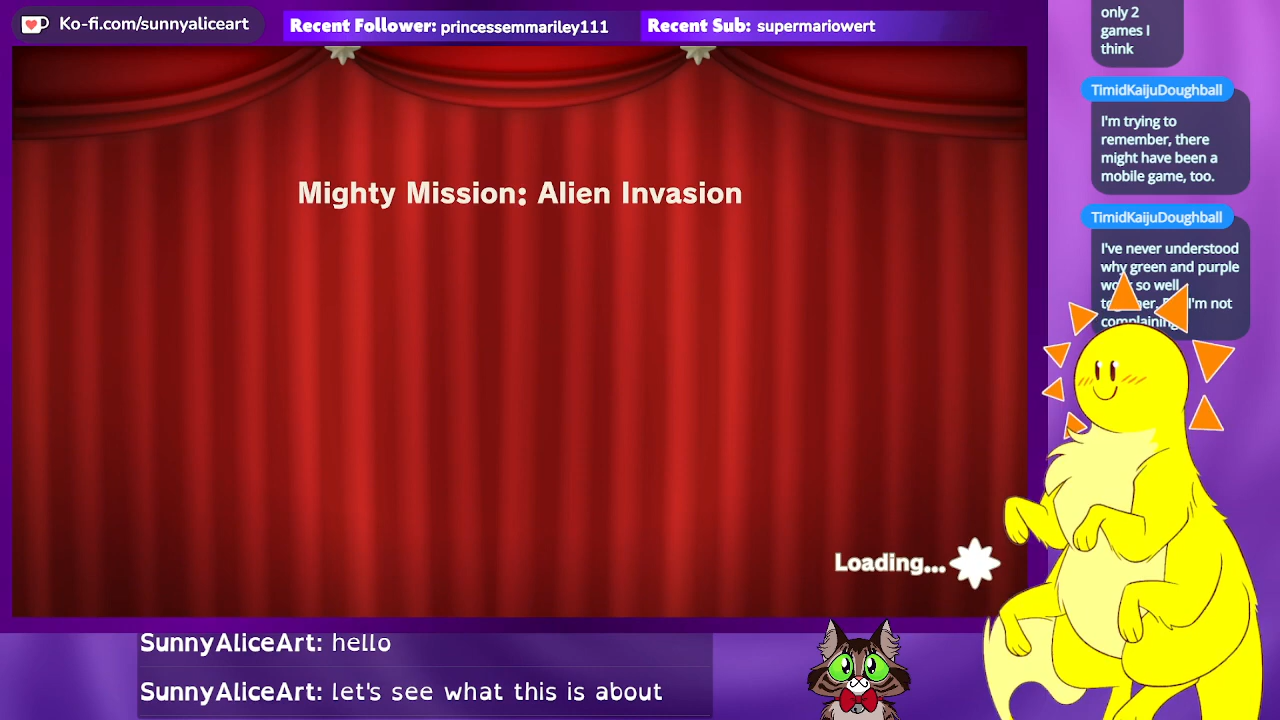 Ko-fi.com/sunnyaliceart
Recent Follower: princessemmariley111
Recent Sub: supermariowert
Mighty Mission: Alien Invasion
Loading...
only 2
games I
think
TimidKaijuDoughball
I'm trying to
remember, there
might have been a
mobile game, too.
TimidKaijuDoughball
I've never understood
why green and purple
so well
I'm not
complaining
SunnyAliceArt: hello
SunnyAliceArt: let's see what this is about